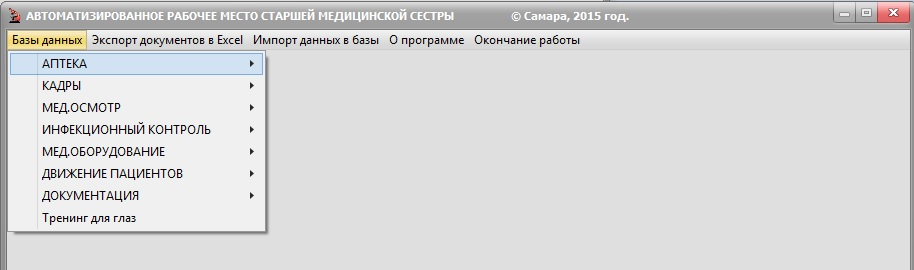 АВТОМАТИЗИРОВАННОЕ РАБОЧЕЕ МЕСТО СТАРШЕЙ МЕДИЦИНСКОЙ СЕСТРЫ © Самара, 2015 год.
Базы данных Экспорт документов в Excel Импорт данных в базы О программе Окончание работы
АПТЕКА
КАДРЫ
МЕД.ОСМОТР
ИНФЕКЦИОННЫЙ КОНТРОЛЬ
МЕД.ОБОРУДОВАНИЕ
ДВИЖЕНИЕ ПАЦИЕНТОВ
ДОКУМЕНТАЦИЯ
Тренинг для глаз